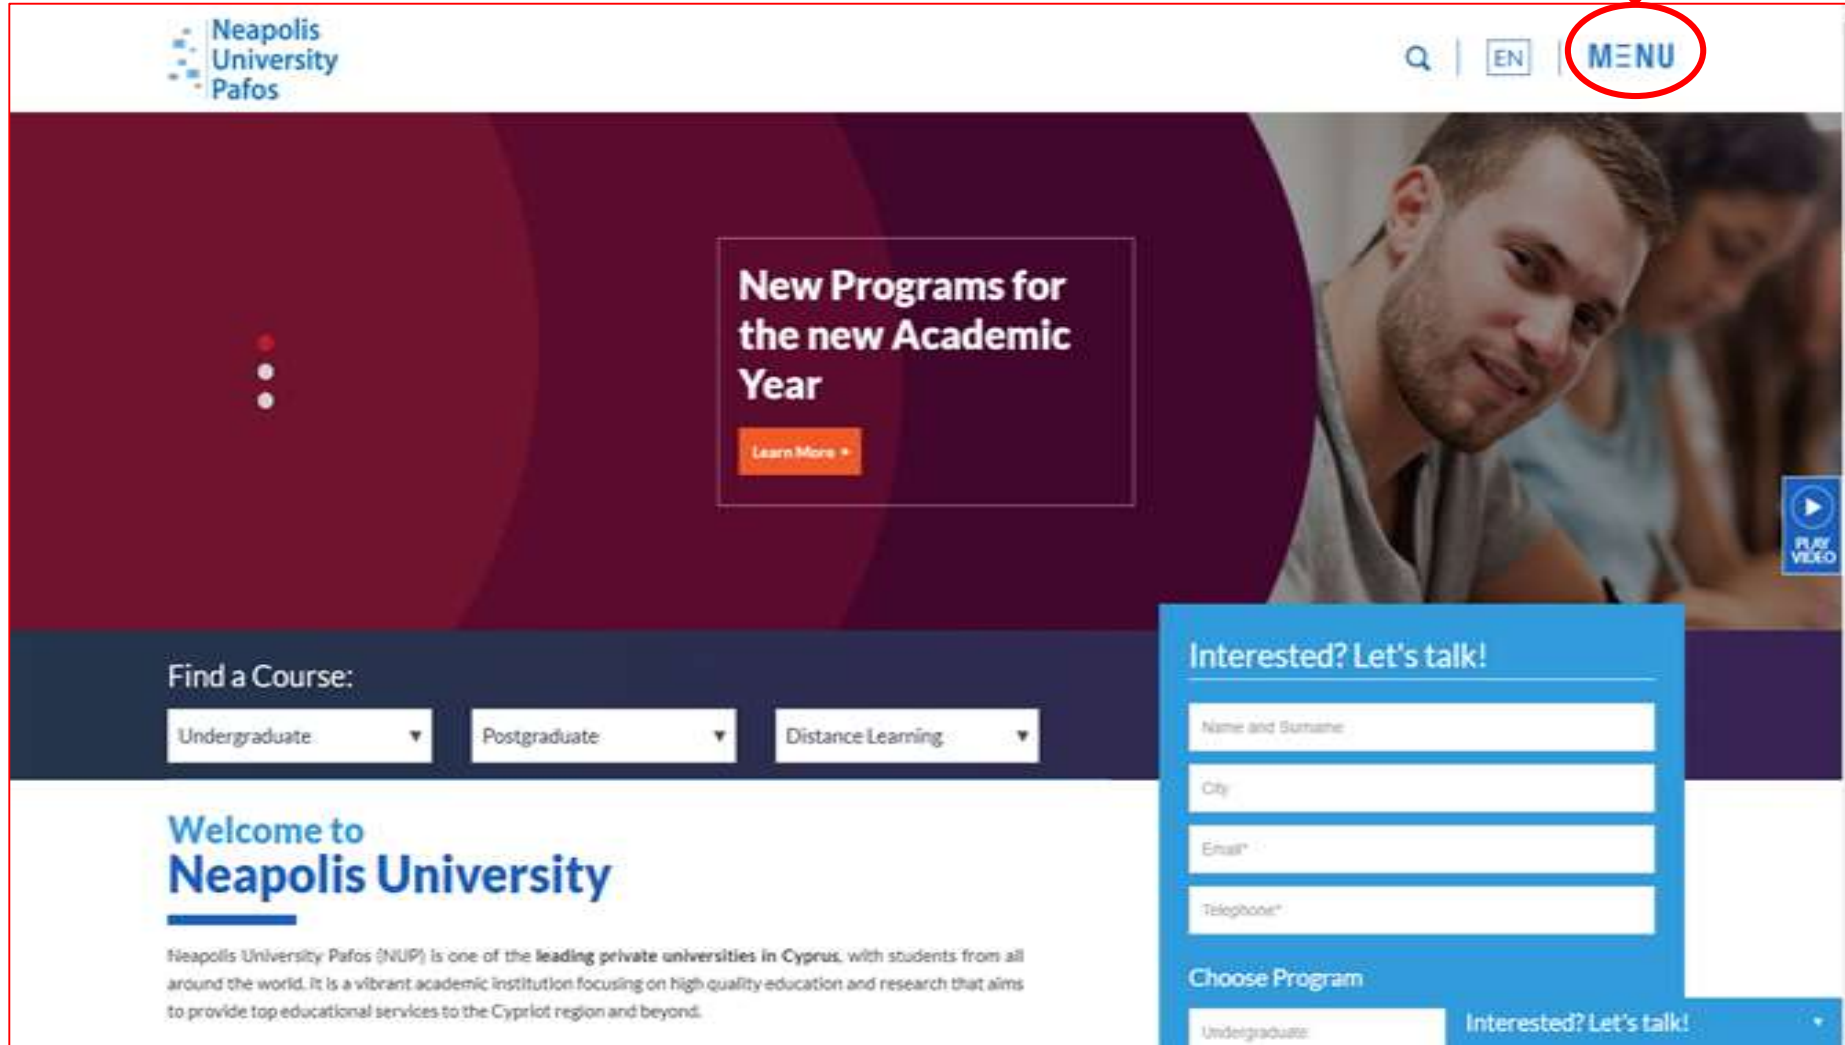 Neapolis
University
Pafos
EN
MENU
New Programs for
the new Academic
Year
Learn More
PLAY
VIDEO
Find a Course:
Undergraduate
Postgraduate
Distance Learning
Interested? Let's talk!
Name and Surname
City
Email*
Telephone*
Choose Program
Undergraduate
Interested? Let's talk!
Welcome to
Neapolis University
Neapolis University Pafos (NUP) is one of the leading private universities in Cyprus, with students from all
around the world. It is a vibrant academic institution focusing on high quality education and research that aims
to provide top educational services to the Cypriot region and beyond.